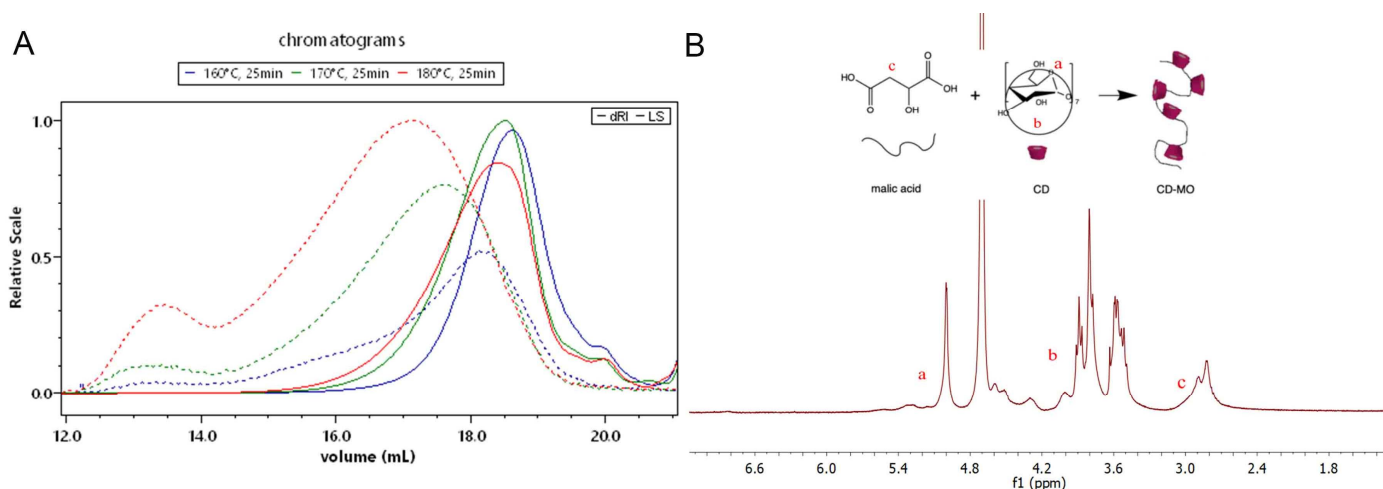 A
chromatograms
160°C, 25min 170°C, 25min 180°C, 25min
dRI LS
Relative Scale
1.0
0.5
0.0
12.0 14.0 16.0 18.0 20.0
volume (mL)
B
c
O
OH
HO
O
OH
malic acid
+
a
OH
O
O
OH
HO
O
7
b
CD
CD-MO
a
b
c
6.6 6.0 5.4 4.8 4.2 3.6 3.0 2.4 1.8
f1 (ppm)